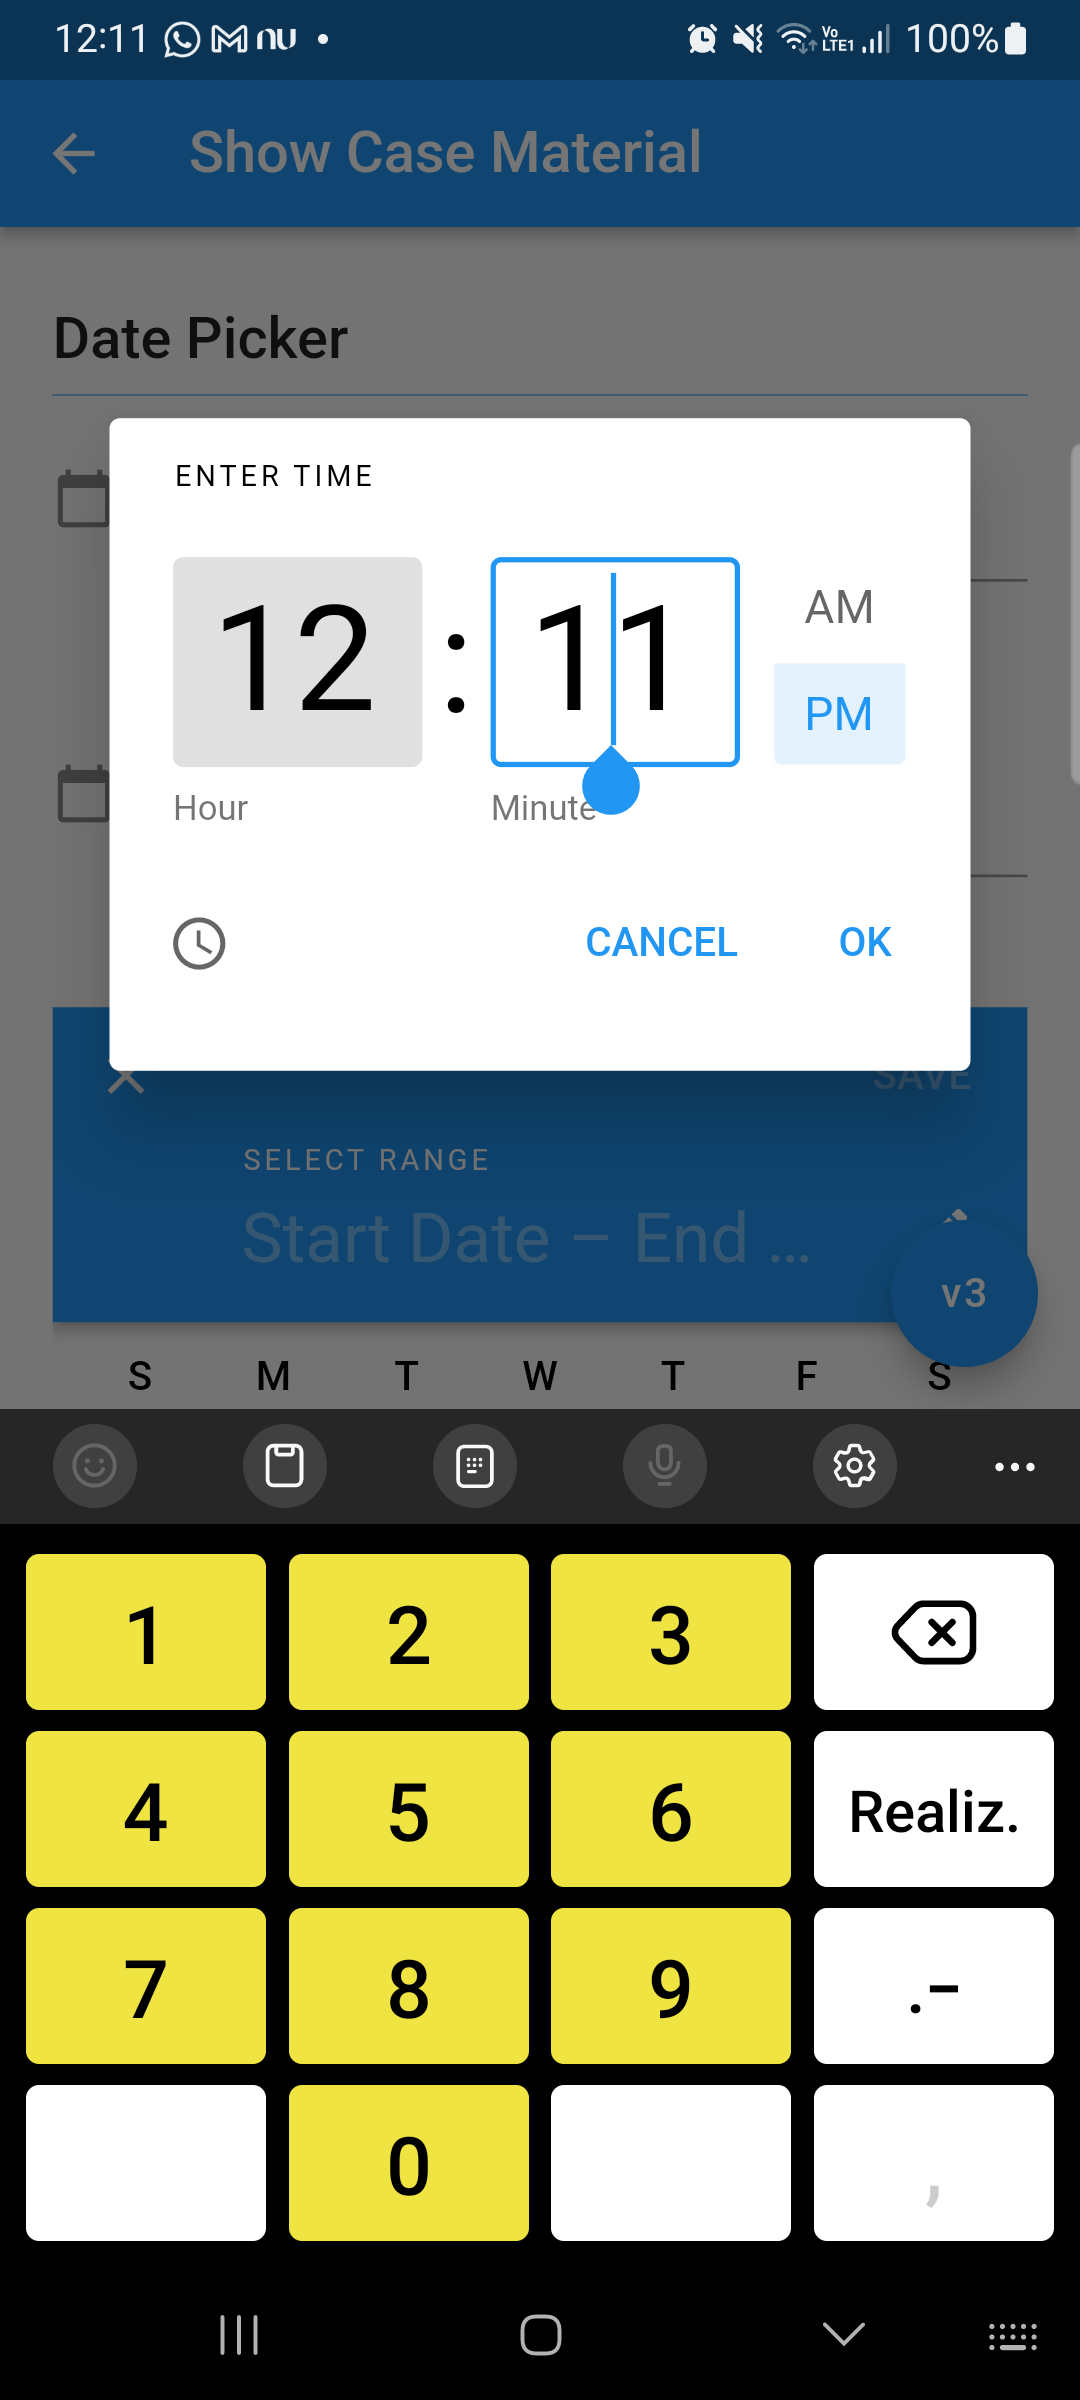 12:11 nu Vo LTE1 100%
Show Case Material
Date Picker
ENTER TIME
12 : 11 AM
PM
Hour Minute
CANCEL OK
SAVE
SELECT RANGE
Start Date – End ...
v3
S M T W T F S
1 2 3
4 5 6 Realiz.
7 8 9 .-
0 ,